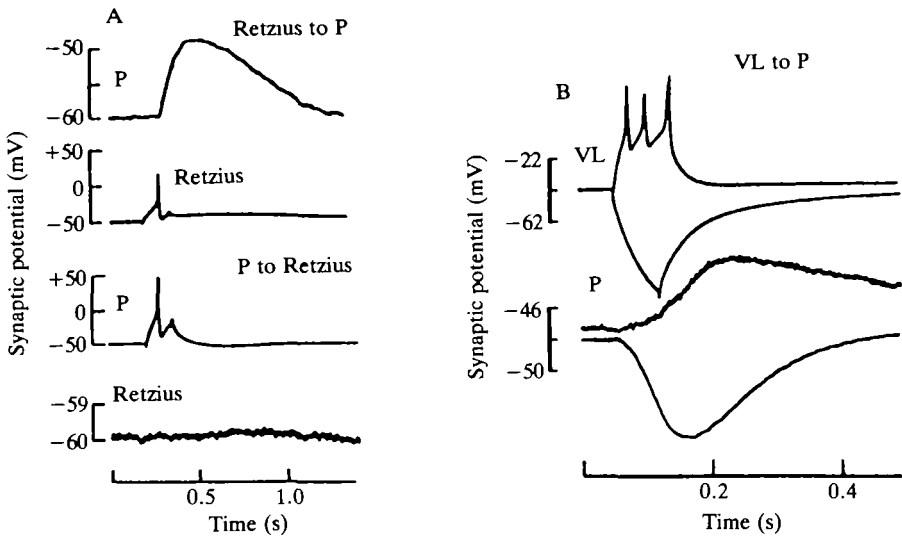 A
Retzius to P
−50
P
−60
+50
Retzius
0
−50
P to Retzius
+50
P
0
−50
Retzius
−59
−60
0.5 1.0
Time (s)
Synaptic potential (mV)
VL to P
B
VL
−22
−62
P
−46
−50
0.2 0.4
Time (s)
Synaptic potential (mV)